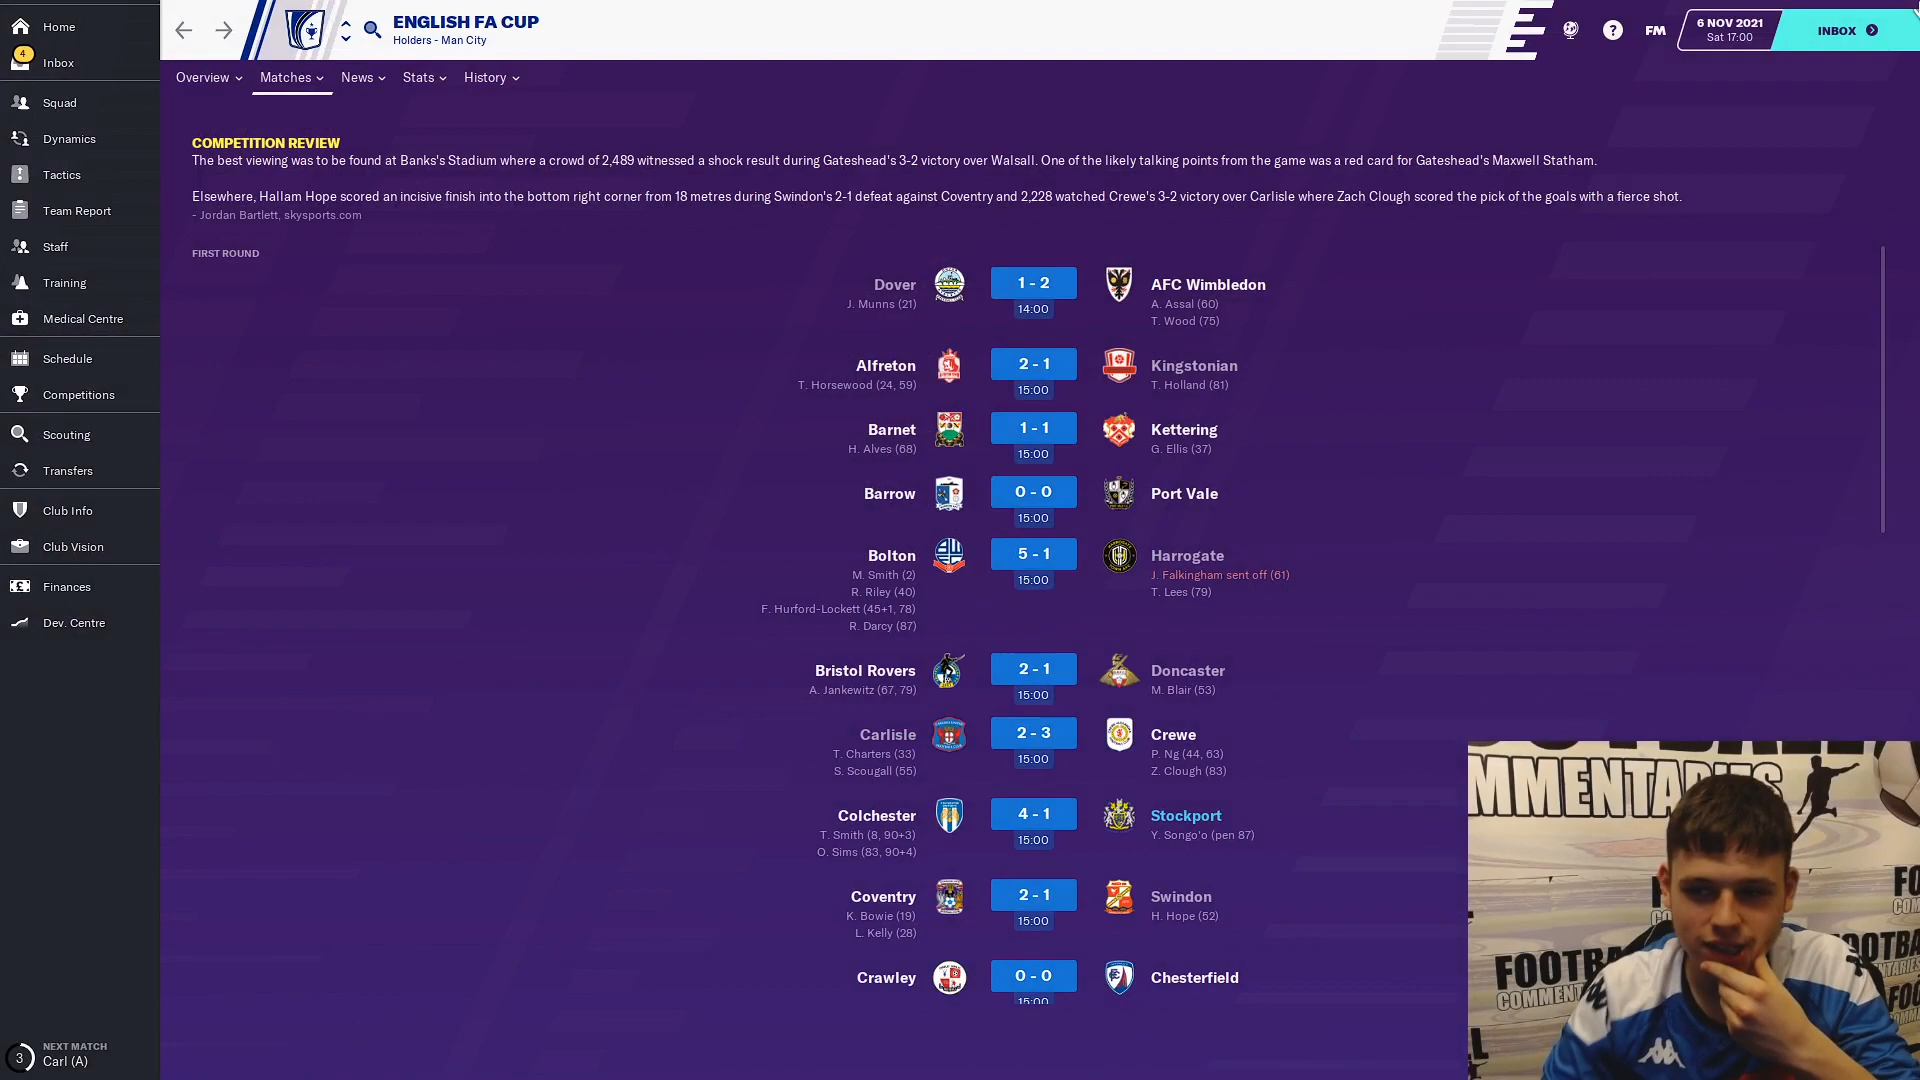 Home
4
Inbox
Squad
Dynamics
Tactics
Team Report
Staff
Training
Medical Centre
Schedule
Competitions
Scouting
Transfers
Club Info
Club Vision
Finances
Dev. Centre
3
NEXT MATCH
Carl (A)
ENGLISH FA CUP
Holders - Man City
?
FM
6 NOV 2021
Sat 17:00
INBOX
Overview Matches News Stats History
COMPETITION REVIEW
The best viewing was to be found at Banks's Stadium where a crowd of 2,489 witnessed a shock result during Gateshead's 3-2 victory over Walsall. One of the likely talking points from the game was a red card for Gateshead's Maxwell Statham.
Elsewhere, Hallam Hope scored an incisive finish into the bottom right corner from 18 metres during Swindon's 2-1 defeat against Coventry and 2,228 watched Crewe's 3-2 victory over Carlisle where Zach Clough scored the pick of the goals with a fierce shot.
- Jordan Bartlett, skysports.com
FIRST ROUND
Dover 1 - 2 AFC Wimbledon
J. Munns (21) 14:00 A. Assal (60)
T. Wood (75)
Alfreton 2 - 1 Kingstonian
T. Horsewood (24, 59) 15:00 T. Holland (81)
Barnet 1 - 1 Kettering
H. Alves (68) 15:00 G. Ellis (37)
Barrow 0 - 0 Port Vale
15:00
Bolton 5 - 1 Harrogate
M. Smith (2) 15:00 J. Falkingham sent off (61)
R. Riley (40) T. Lees (79)
F. Hurford-Lockett (45+1, 78)
R. Darcy (87)
Bristol Rovers 2 - 1 Doncaster
A. Jankewitz (67, 79) 15:00 M. Blair (53)
Carlisle 2 - 3 Crewe
T. Charters (33) 15:00 P. Ng (44, 63)
S. Scougall (55) Z. Clough (83)
Colchester 4 - 1 Stockport
T. Smith (8, 90+3) 15:00 Y. Songo'o (pen 87)
O. Sims (83, 90+4)
Coventry 2 - 1 Swindon
K. Bowie (19) 15:00 H. Hope (52)
L. Kelly (28)
Crawley 0 - 0 Chesterfield
15:00
MMENTARIES
FOOTB
COMMENTARIES